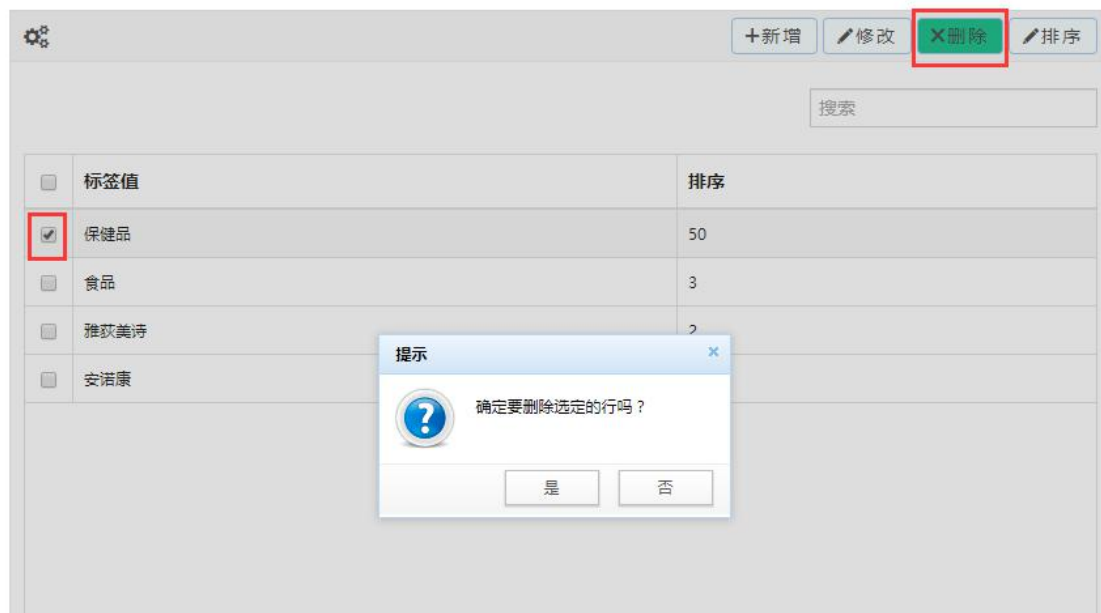 新增 修改 删除 排序
搜索
标签值 排序
保健品 50
食品 3
雅荻美诗 2
安诺康
提示
确定要删除选定的行吗？
是 否